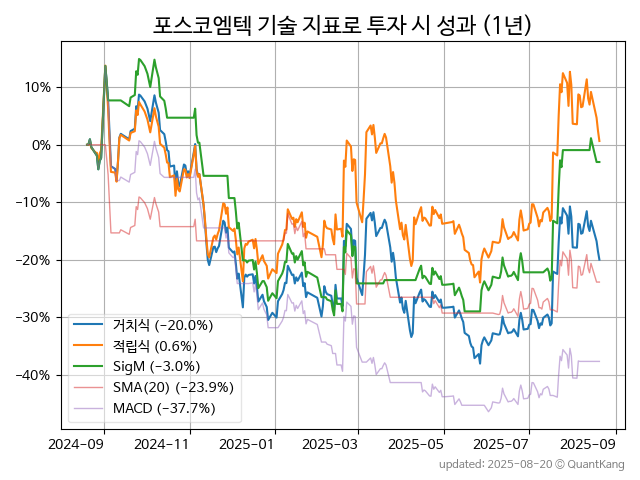 포스코엠텍 기술 지표로 투자 시 성과 (1년)
10%
0%
−10%
−20%
−30%
−40%
거치식 (−20.0%)
적립식 (0.6%)
SigM (−3.0%)
SMA(20) (−23.9%)
MACD (−37.7%)
2024-09 2024-11 2025-01 2025-03 2025-05 2025-07 2025-09
updated: 2025-08-20 © QuantKang